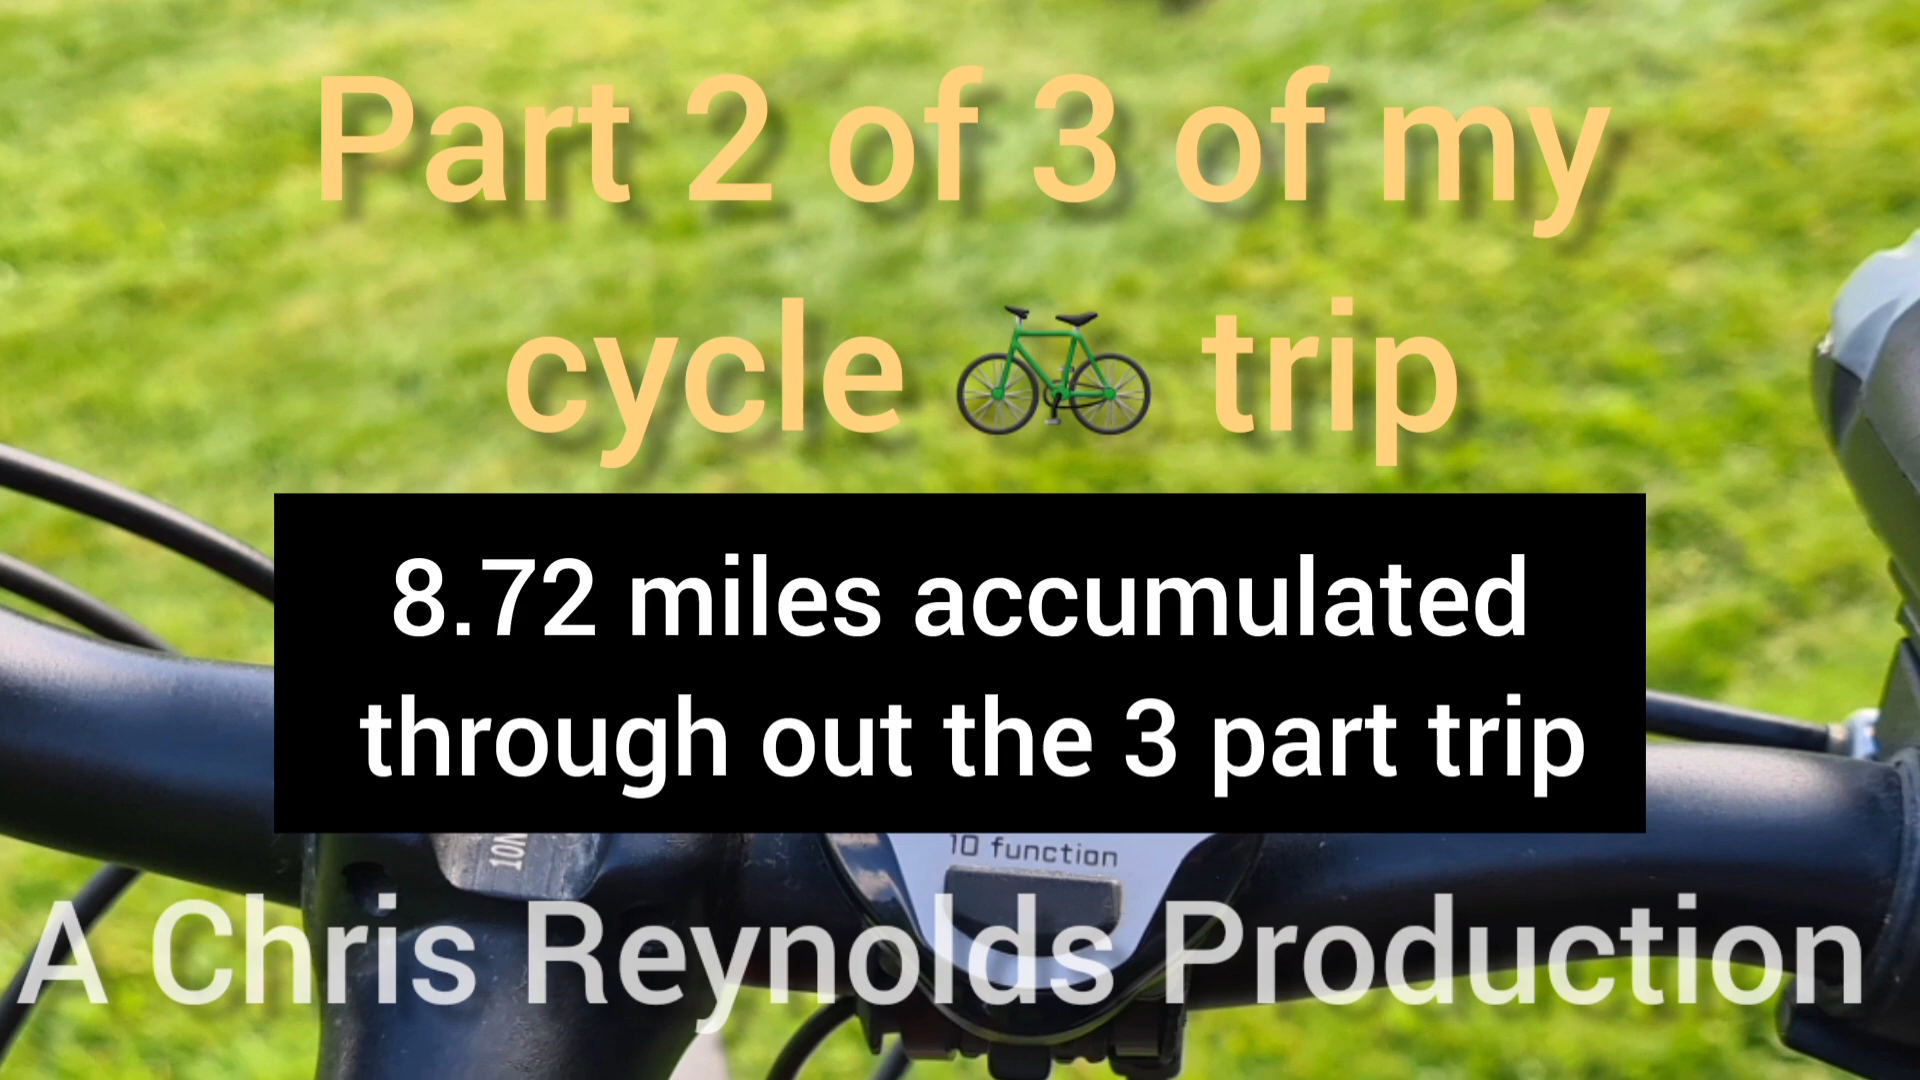 Part 2 of 3 of my
cycle 🚲 trip
8.72 miles accumulated
through out the 3 part trip
10 function
10N
A Chris Reynolds Production